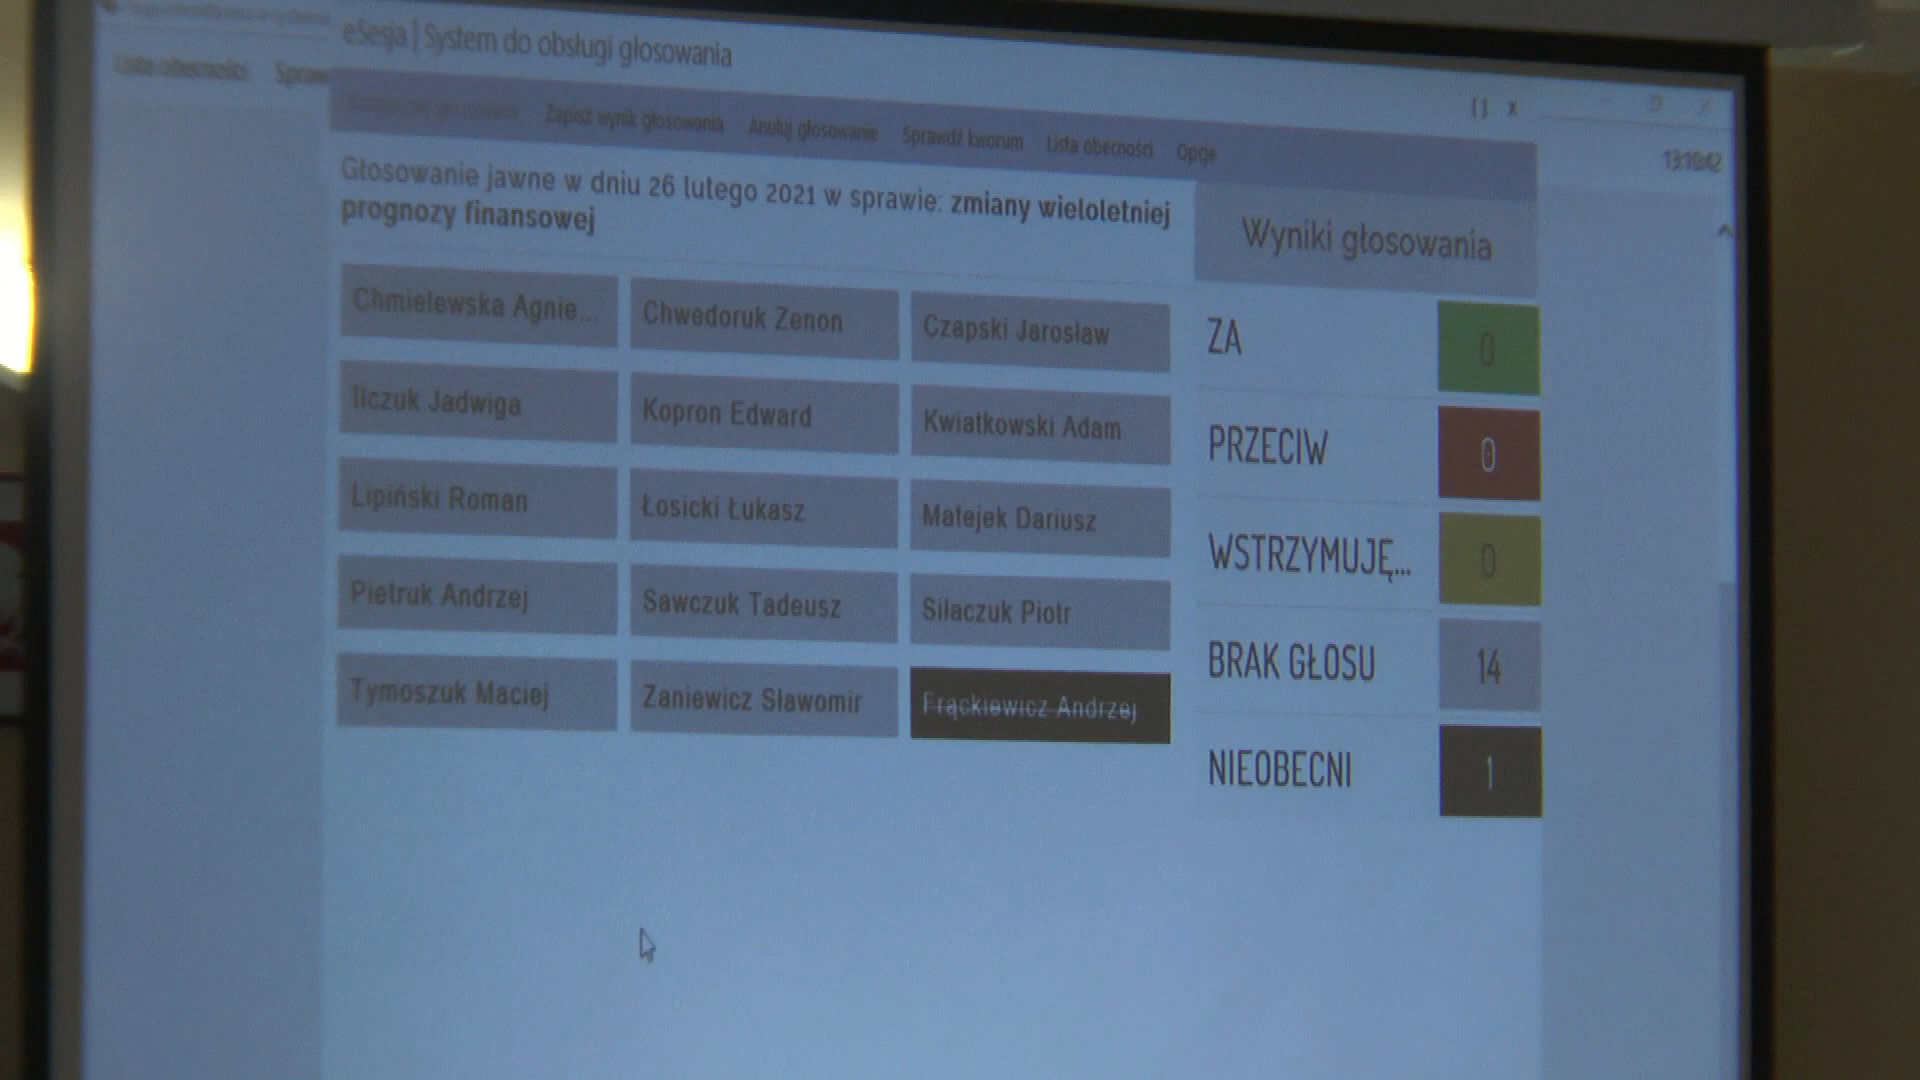 eSesja | System do obsługi głosowania
Lista obecności
Zapisz wynik głosowania Anuluj głosowanie Sprawdź kworum Lista obecności Opcje
13:10:42
Głosowanie jawne w dniu 26 lutego 2021 w sprawie: zmiany wieloletniej
prognozy finansowej
Chmielewska Agnie... Chwedoruk Zenon Czapski Jarosław
Ilczuk Jadwiga Kopron Edward Kwiatkowski Adam
Lipiński Roman Łosicki Łukasz Matejek Dariusz
Pietruk Andrzej Sawczuk Tadeusz Siłaczuk Piotr
Tymoszuk Maciej Zaniewicz Sławomir Frąckiewicz Andrzej
Wyniki głosowania
ZA 0
PRZECIW 0
WSTRZYMUJĘ... 0
BRAK GŁOSU 14
NIEOBECNI 1